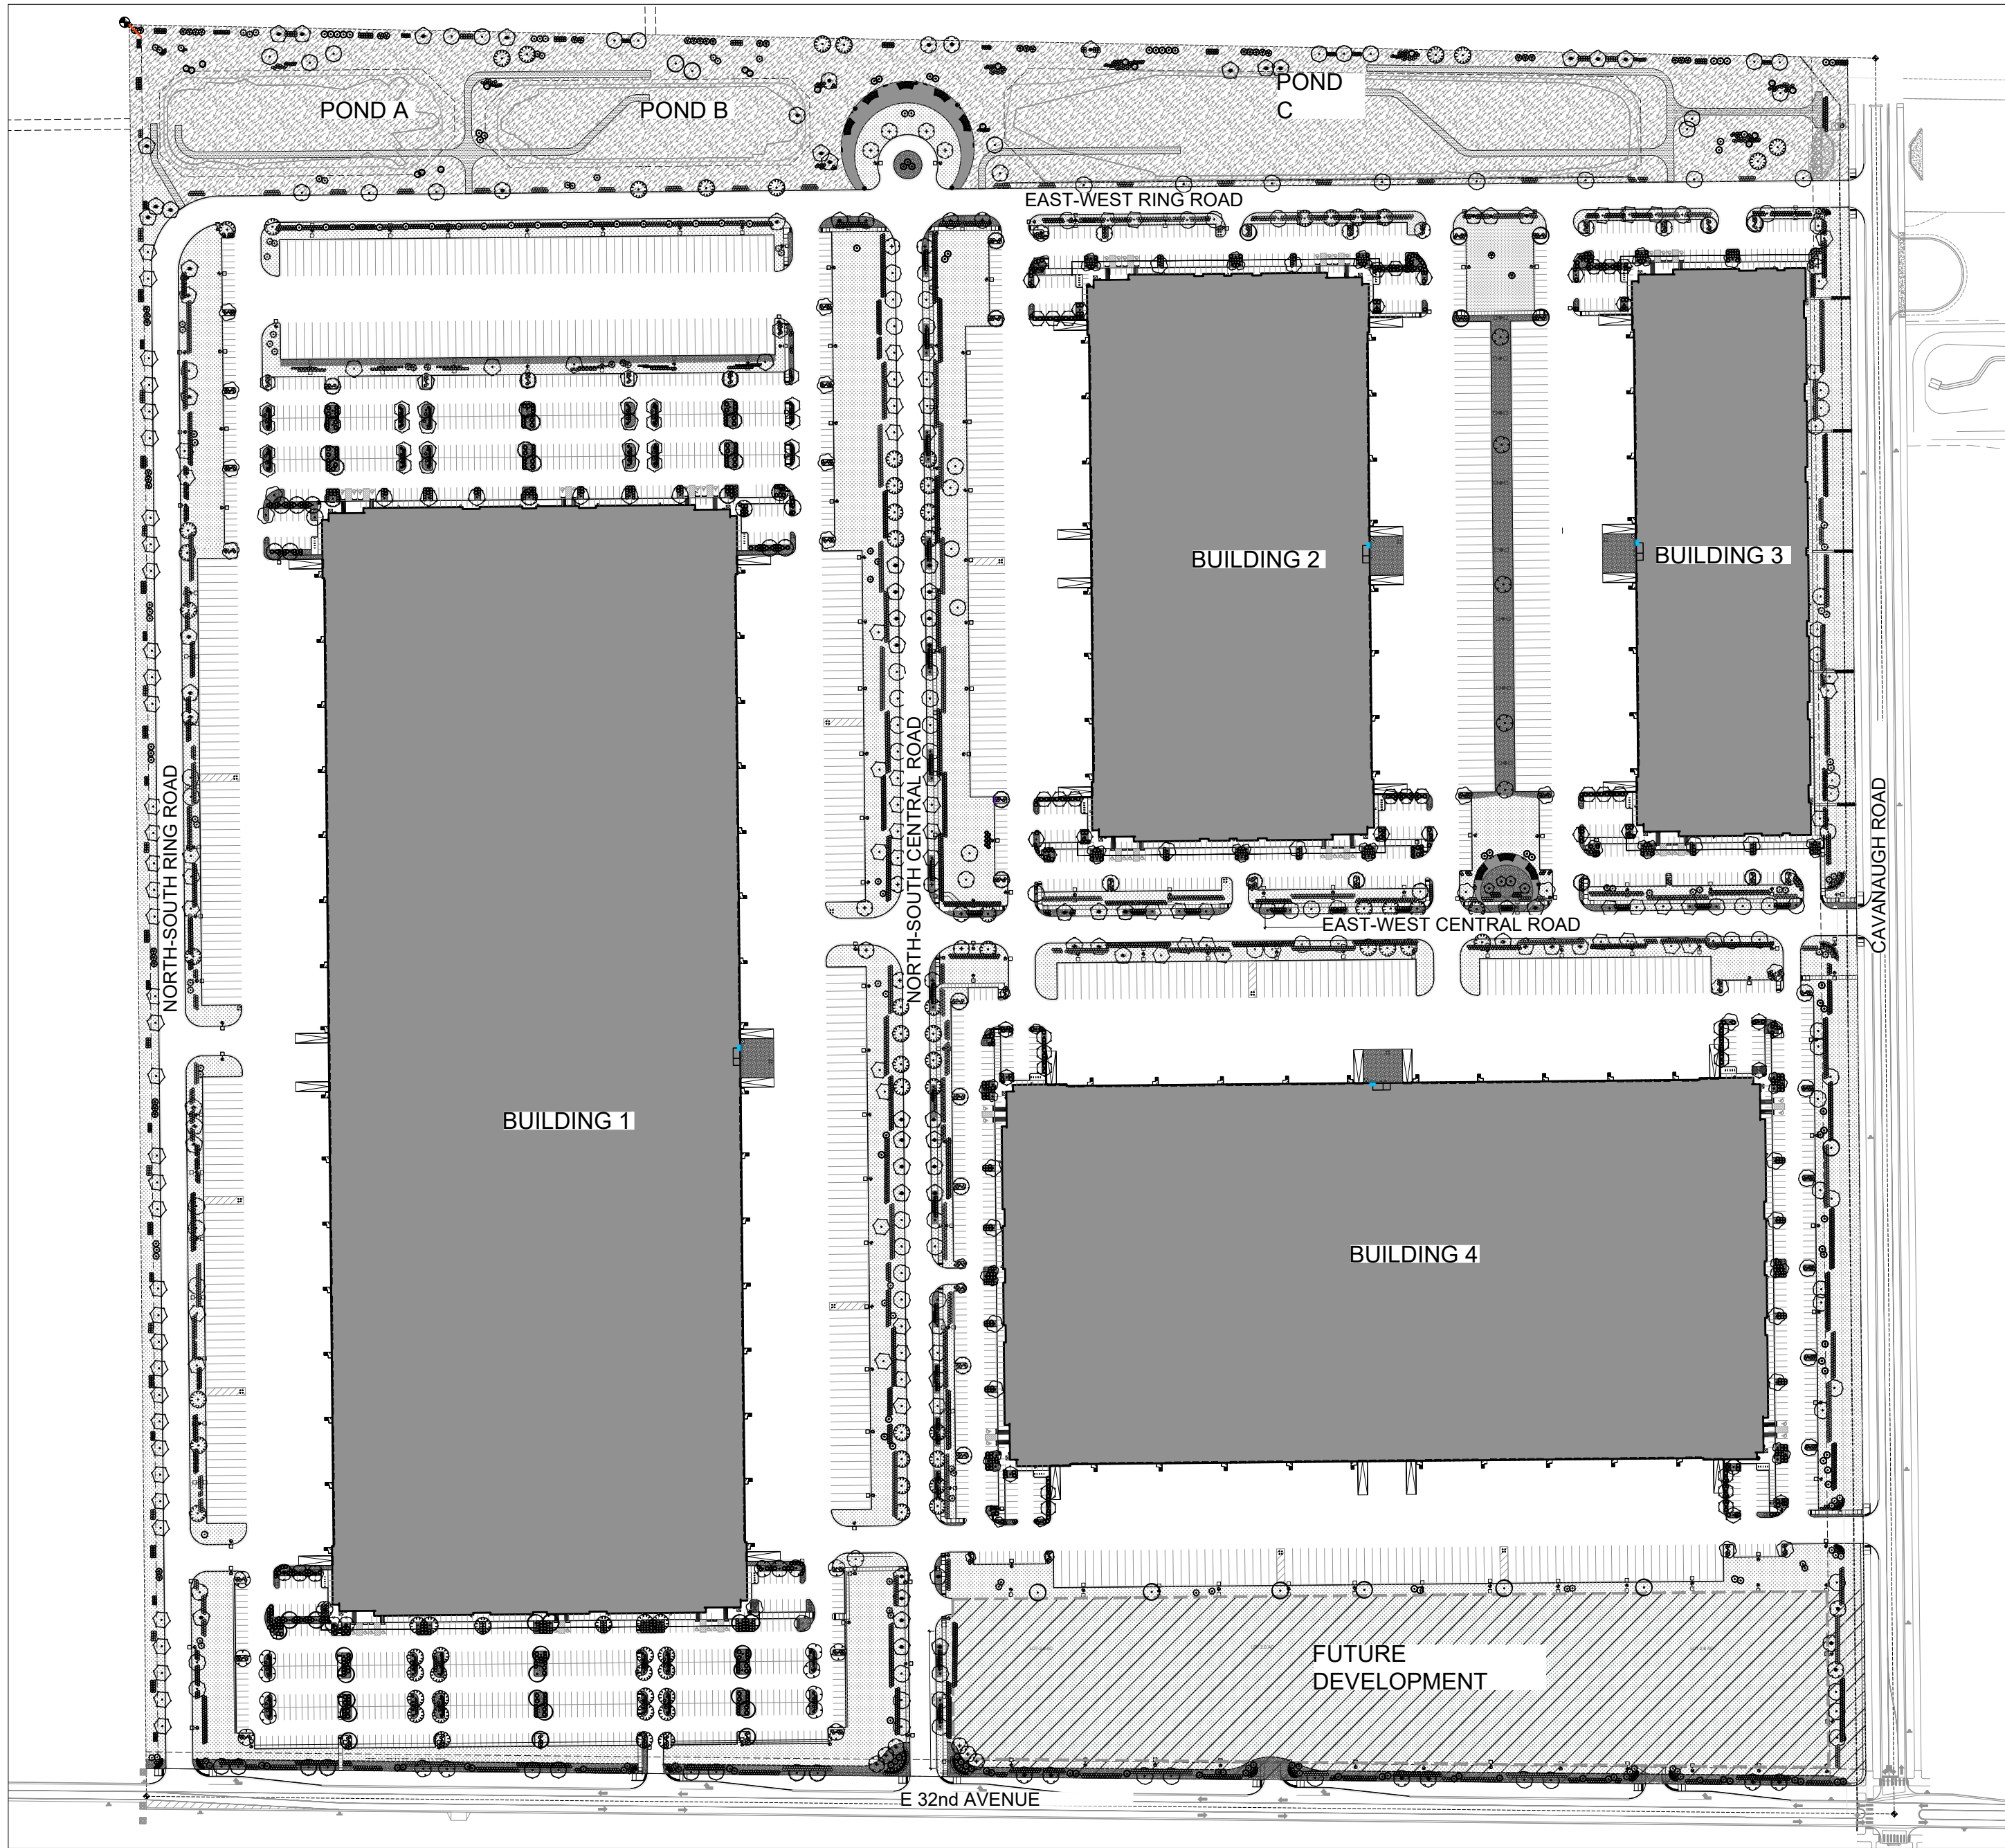 POND A
POND B
POND
C
EAST-WEST RING ROAD
BUILDING 2
BUILDING 3
NORTH-SOUTH RING ROAD
NORTH-SOUTH CENTRAL ROAD
CAVANAUGH ROAD
EAST-WEST CENTRAL ROAD
BUILDING 1
BUILDING 4
FUTURE
DEVELOPMENT
E 32nd AVENUE